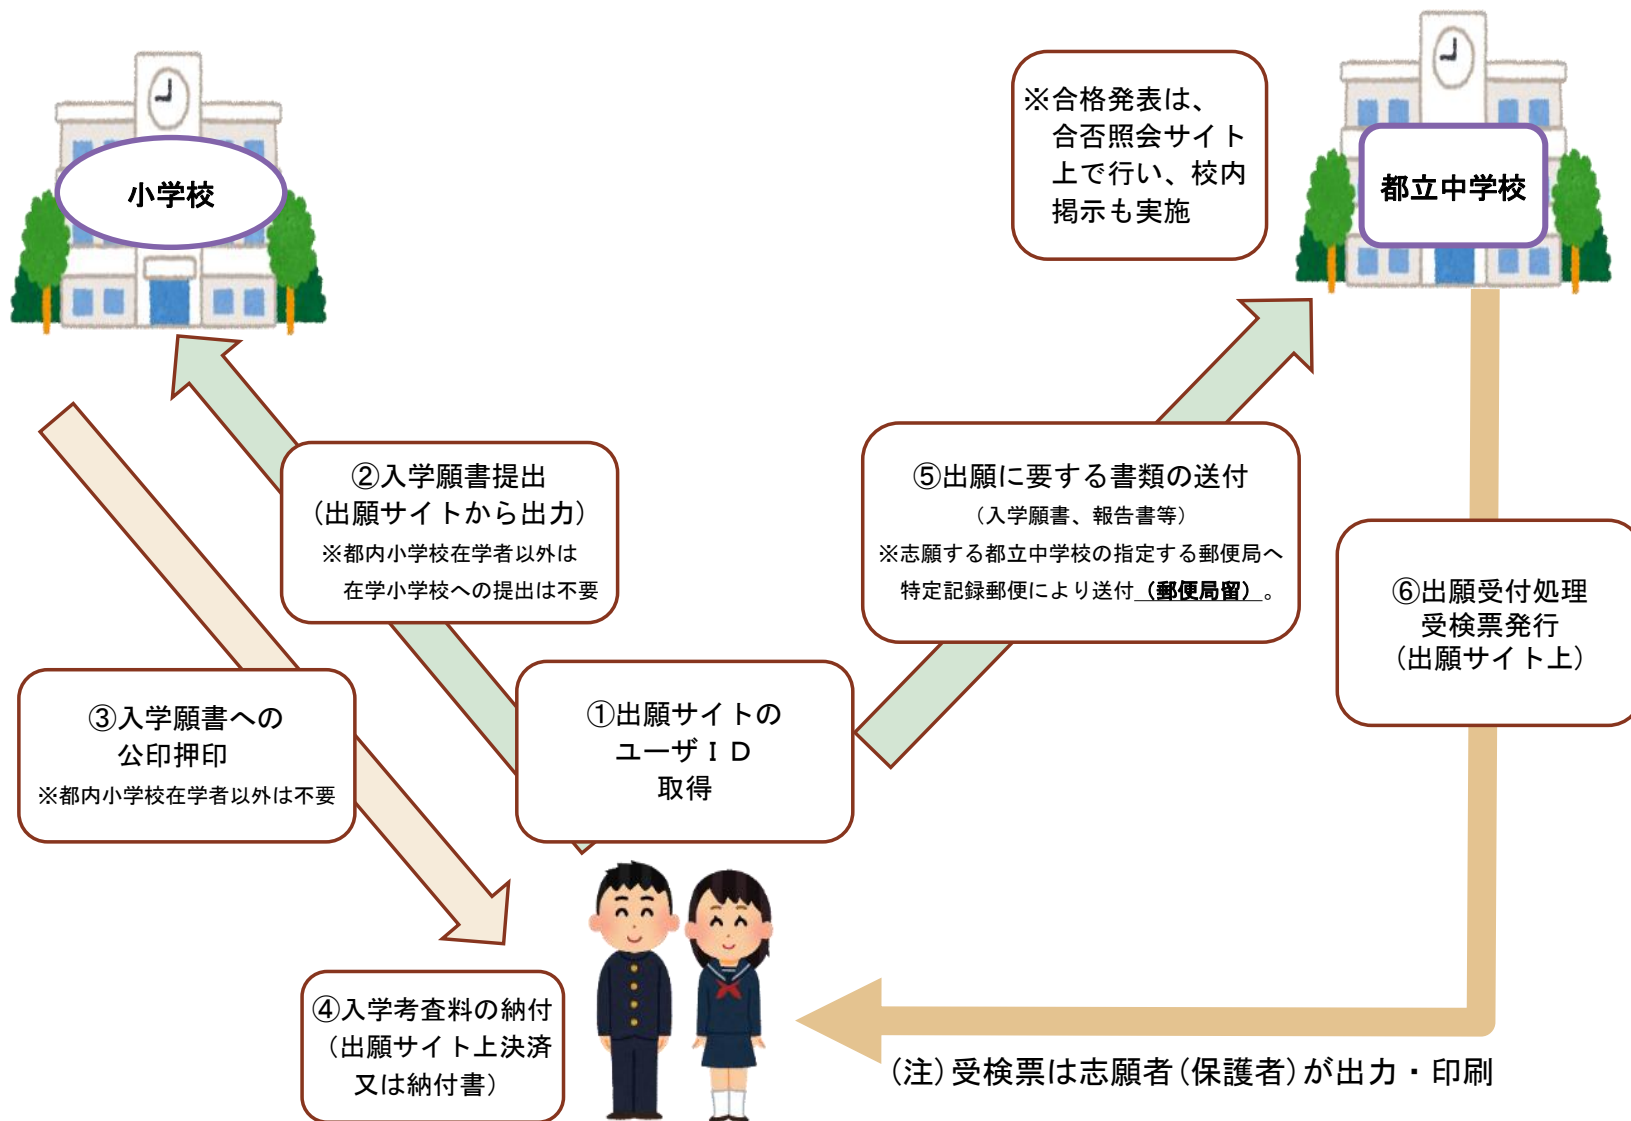 小学校
※合格発表は、
合否照会サイト
上で行い、校内
掲示も実施
都立中学校
②入学願書提出
(出願サイトから出力)
※都内小学校在学者以外は
在学小学校への提出は不要
⑤出願に要する書類の送付
(入学願書、報告書等)
※志願する都立中学校の指定する郵便局へ
特定記録郵便により送付(郵便局留)。
⑥出願受付処理
受検票発行
(出願サイト上)
③入学願書への
公印押印
※都内小学校在学者以外は不要
①出願サイトの
ユーザＩＤ
取得
④入学考査料の納付
(出願サイト上決済
又は納付書)
(注)受検票は志願者(保護者)が出力・印刷